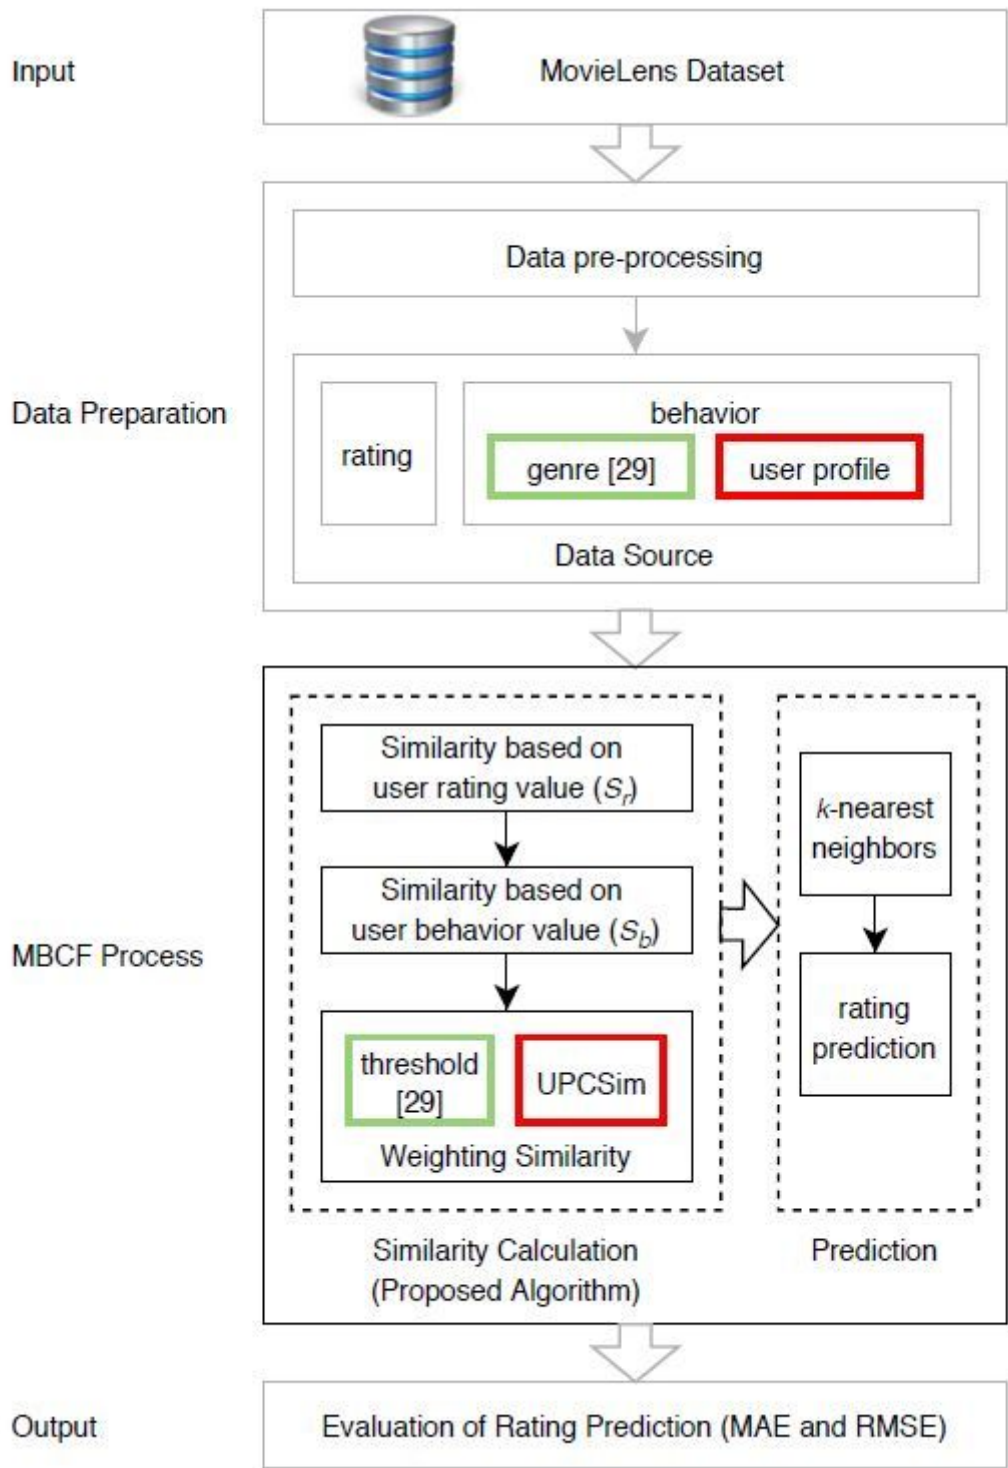 Input
MovieLens Dataset
Data pre-processing
Data Preparation
rating
behavior
genre [29]
user profile
Data Source
MBCF Process
Similarity based on
user rating value (Sr)
Similarity based on
user behavior value (Sb)
threshold
[29]
UPCSim
Weighting Similarity
Similarity Calculation
(Proposed Algorithm)
k-nearest
neighbors
rating
prediction
Prediction
Output
Evaluation of Rating Prediction (MAE and RMSE)